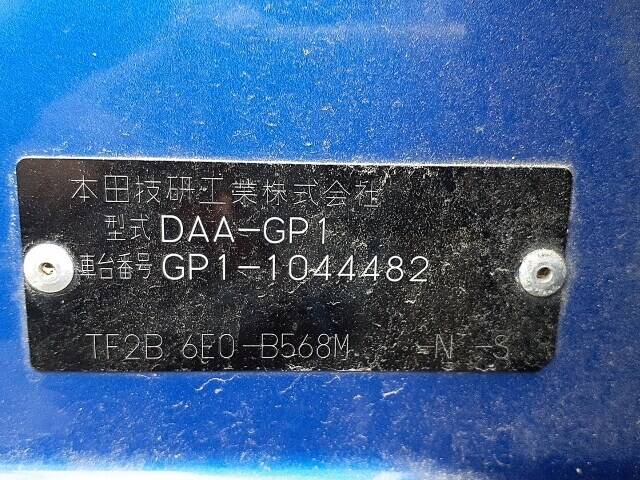 本田技研工業株式会社
型式 DAA-GP1
車台番号 GP1-1044482
TF2B 6E0-B568M -N -S